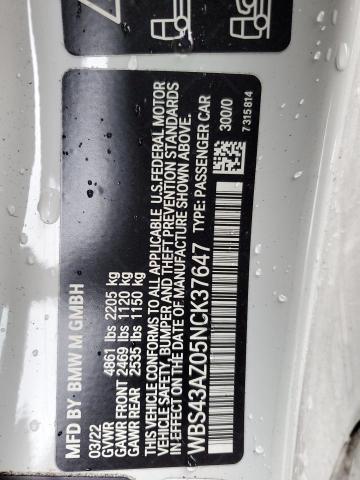 MFD BY: BMW M GMBH
03/22
GVWR 4861 lbs 2205 kg
GAWR FRONT 2469 lbs 1120 kg
GAWR REAR 2535 lbs 1150 kg
THIS VEHICLE CONFORMS TO ALL APPLICABLE U.S. FEDERAL MOTOR
VEHICLE SAFETY, BUMPER, AND THEFT PREVENTION STANDARDS
IN EFFECT ON THE DATE OF MANUFACTURE SHOWN ABOVE.
WBS43AZ05NCK37647 TYPE: PASSENGER CAR
300/0
7 315 814